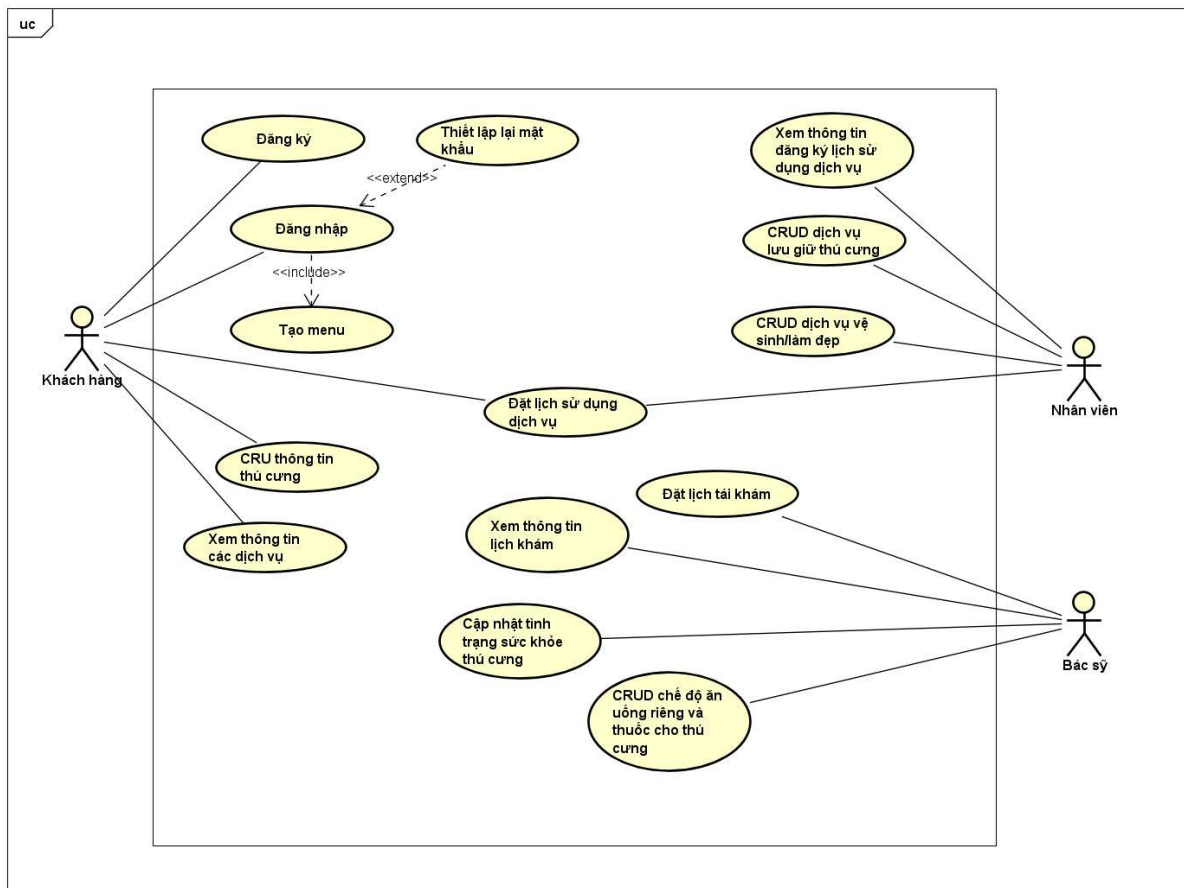 uc
Đăng ký
Thiết lập lại mật
khẩu
Xem thông tin
đăng ký lịch sử
dụng dịch vụ
<<extend>>
Đăng nhập
CRUD dịch vụ
lưu giữ thú cưng
<<include>>
Tạo menu
CRUD dịch vụ vệ
sinh/làm đẹp
Khách hàng
Đặt lịch sử dụng
dịch vụ
Nhân viên
CRU thông tin
thú cưng
Đặt lịch tái khám
Xem thông tin
các dịch vụ
Xem thông tin
lịch khám
Cập nhật tình
trạng sức khỏe
thú cưng
Bác sỹ
CRUD chế độ ăn
uống riêng và
thuốc cho thú
cưng